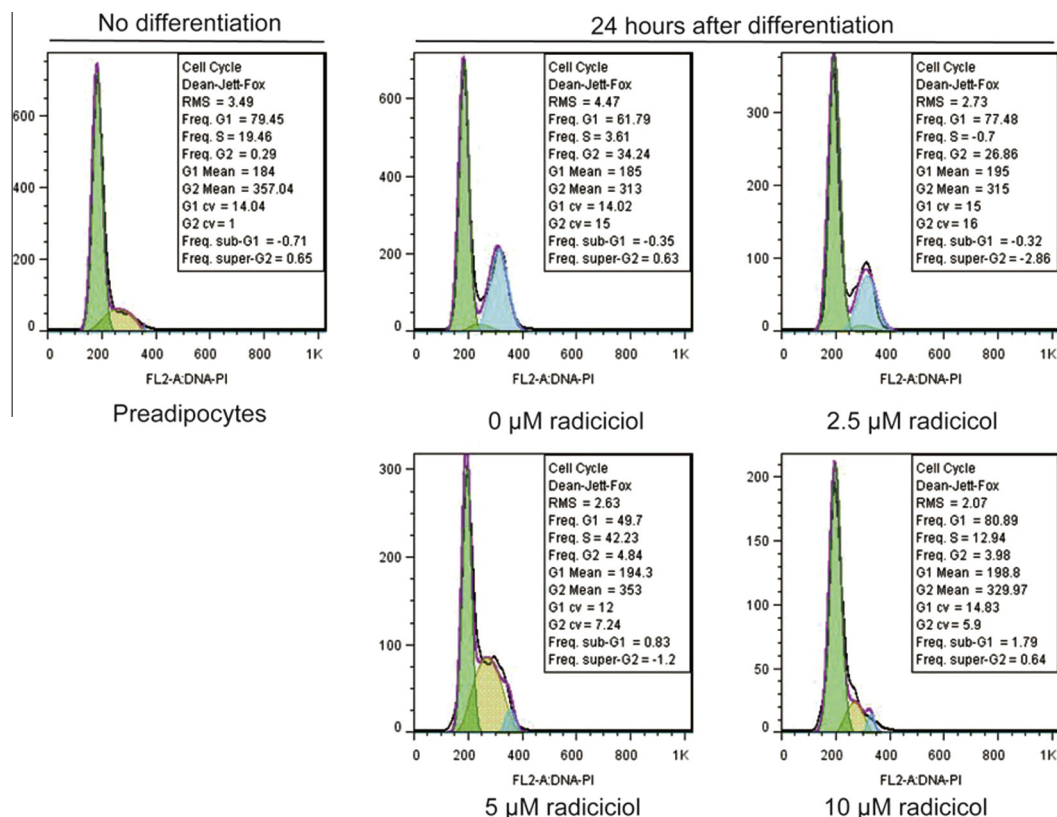 No differentiation
24 hours after differentiation
600
400
200
0
0 200 400 600 800 1K
FL2-A:DNA-PI
Cell Cycle
Dean-Jett-Fox
RMS = 3.49
Freq. G1 = 79.45
Freq. S = 19.46
Freq. G2 = 0.29
G1 Mean = 184
G2 Mean = 357.04
G1 cv = 14.04
G2 cv = 1
Freq. sub-G1 = -0.71
Freq. super-G2 = 0.65
Preadipocytes
600
400
200
0
0 200 400 600 800 1K
FL2-A:DNA-PI
Cell Cycle
Dean-Jett-Fox
RMS = 4.47
Freq. G1 = 61.79
Freq. S = 3.61
Freq. G2 = 34.24
G1 Mean = 185
G2 Mean = 313
G1 cv = 14.02
G2 cv = 15
Freq. sub-G1 = -0.35
Freq. super-G2 = 0.63
0 µM radiciciol
300
200
100
0
0 200 400 600 800 1K
FL2-A:DNA-PI
Cell Cycle
Dean-Jett-Fox
RMS = 2.73
Freq. G1 = 77.48
Freq. S = -0.7
Freq. G2 = 26.86
G1 Mean = 195
G2 Mean = 315
G1 cv = 15
G2 cv = 16
Freq. sub-G1 = -0.32
Freq. super-G2 = -2.86
2.5 µM radicicol
300
200
100
0
0 200 400 600 800 1K
FL2-A:DNA-PI
Cell Cycle
Dean-Jett-Fox
RMS = 2.63
Freq. G1 = 49.7
Freq. S = 42.23
Freq. G2 = 4.84
G1 Mean = 194.3
G2 Mean = 353
G1 cv = 12
G2 cv = 7.24
Freq. sub-G1 = 0.83
Freq. super-G2 = -1.2
5 µM radiciciol
200
150
100
50
0
0 200 400 600 800 1K
FL2-A:DNA-PI
Cell Cycle
Dean-Jett-Fox
RMS = 2.07
Freq. G1 = 80.89
Freq. S = 12.94
Freq. G2 = 3.98
G1 Mean = 198.8
G2 Mean = 329.97
G1 cv = 14.83
G2 cv = 5.9
Freq. sub-G1 = 1.79
Freq. super-G2 = 0.64
10 µM radicicol